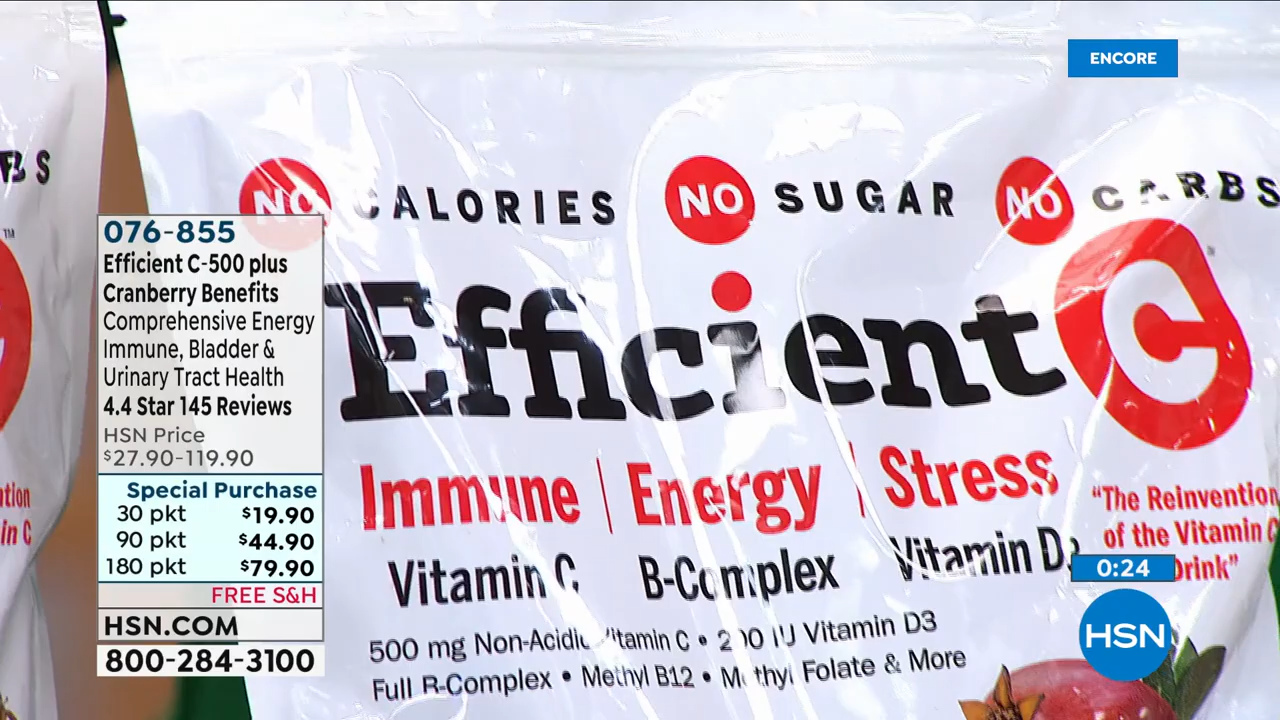 ENCORE
BS
NO CALORIES NO SUGAR NO CARBS
076-855
Efficient C-500 plus
Cranberry Benefits
Comprehensive Energy
Immune, Bladder &
Urinary Tract Health
4.4 Star 145 Reviews
HSN Price
$27.90-119.90
Special Purchase
30 pkt $19.90
90 pkt $44.90
180 pkt $79.90
FREE S&H
HSN.COM
800-284-3100
TM
Efficient C
Immune | Energy | Stress
Vitamin C B-Complex Vitamin D3
"The Reinvention
of the Vitamin C
Drink"
500 mg Non-Acidic Vitamin C • 200 IU Vitamin D3
Full B-Complex • Methyl B12 • Methyl Folate & More
0:24
HSN